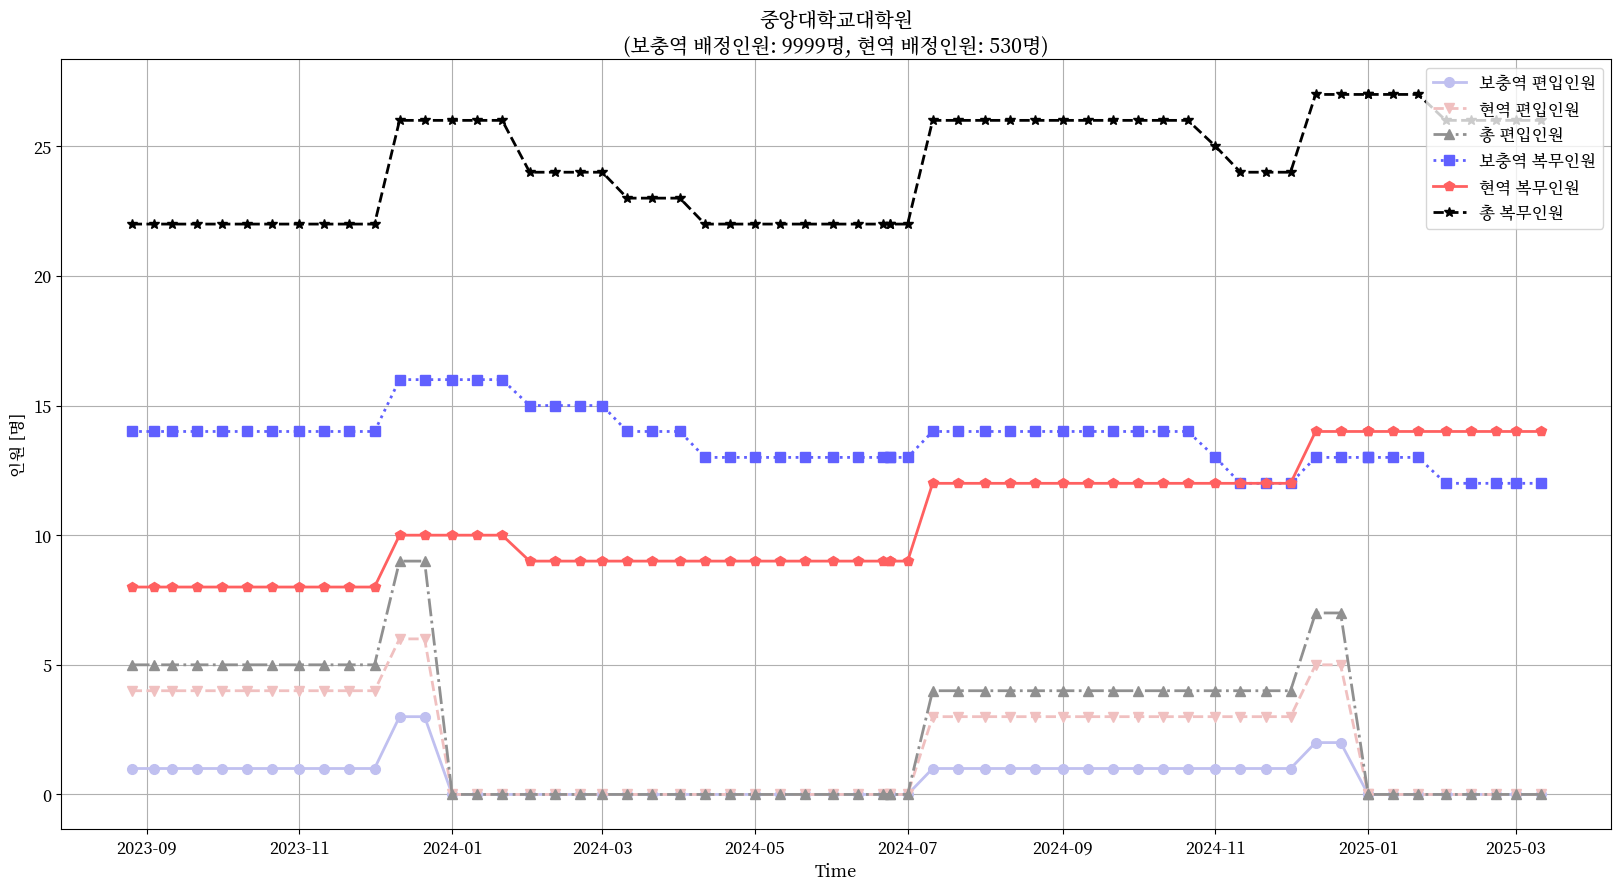 중앙대학교대학원
(보충역 배정인원: 9999명, 현역 배정인원: 530명)
보충역 편입인원
현역 편입인원
총 편입인원
보충역 복무인원
현역 복무인원
총 복무인원
인원 [명]
25
20
15
10
5
0
2023-09
2023-11
2024-01
2024-03
2024-05
2024-07
2024-09
2024-11
2025-01
2025-03
Time